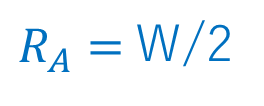 R_A = W/2